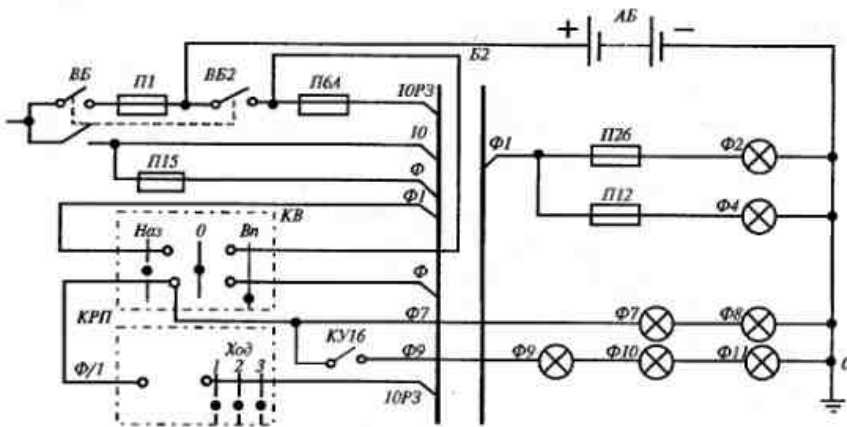 АБ
+ −
Б2
ВБ П1 ВБ2 П6А 10РЗ
10
П15 Ф
Ф1
Ф1 П26 Ф2
П12 Ф4
КВ
Наз 0 Вп
Ф
КРП
Ф7 Ф7 Ф8
КУ16 Ф9 Ф9 Ф10 Ф11
Ход
Ф/1 1 2 3
10РЗ